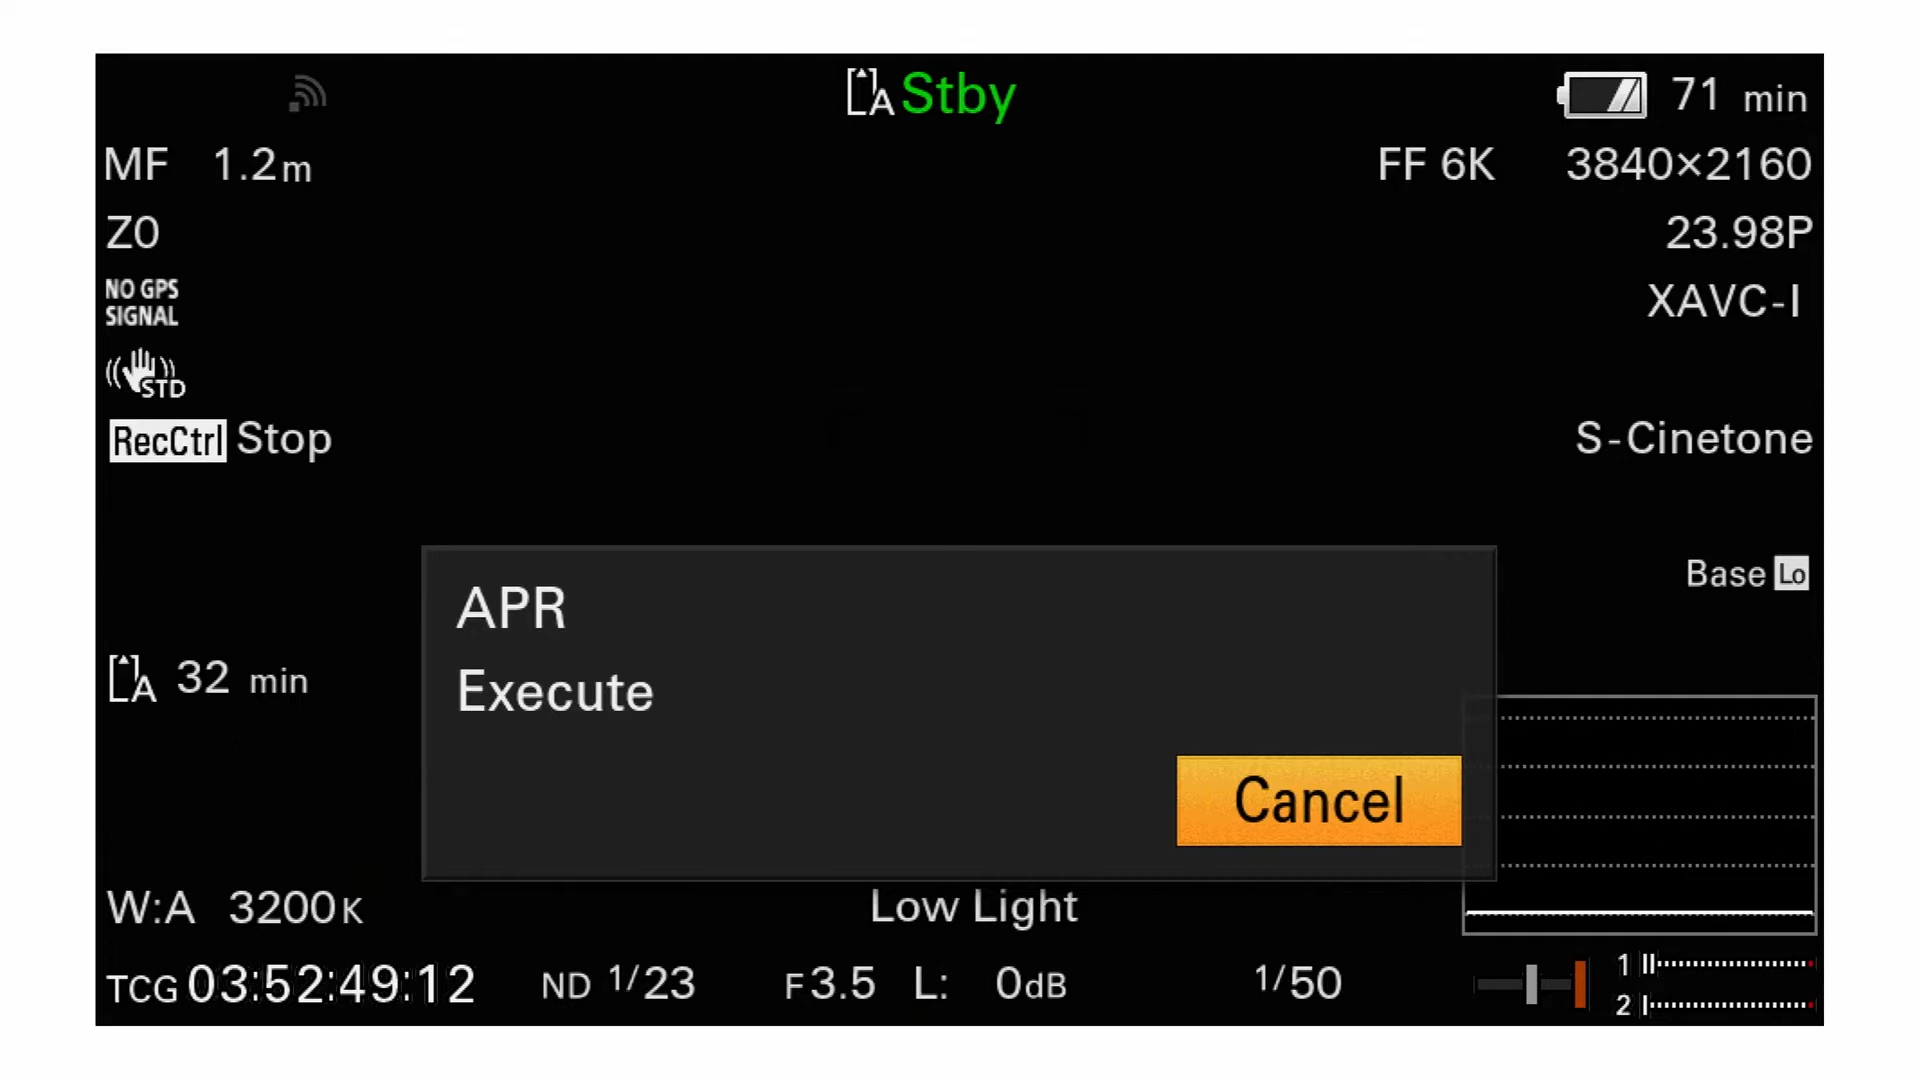 A Stby 71 min
MF 1.2m FF 6K 3840×2160
Z0 23.98P
NO GPS
SIGNAL
XAVC-I
STD
RecCtrl Stop S-Cinetone
APR
Base Lo
Execute
A 32 min
Cancel
W:A 3200K Low Light
TCG 03:52:49:12 ND 1/23 F3.5 L: 0dB 1/50
1
2